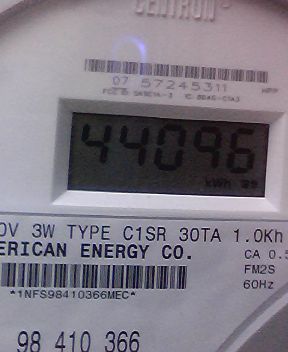 CENTRON
07 57245311
44096
kWh
0V 3W TYPE C1SR 30TA 1.0Kh
ERICAN ENERGY CO.
CA 0.5
FM2S
60Hz
*1NFS98410366MEC*
98 410 366